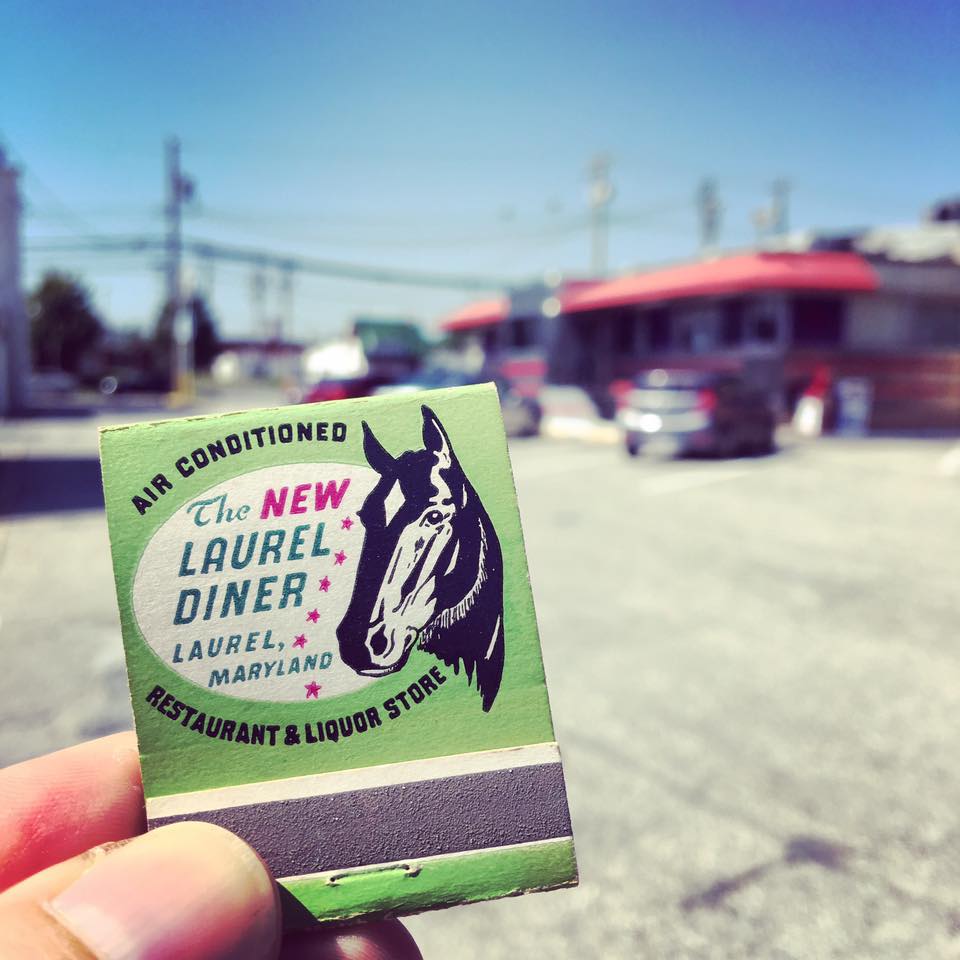 AIR CONDITIONED
The NEW
LAUREL
DINER
LAUREL,
MARYLAND
RESTAURANT & LIQUOR STORE